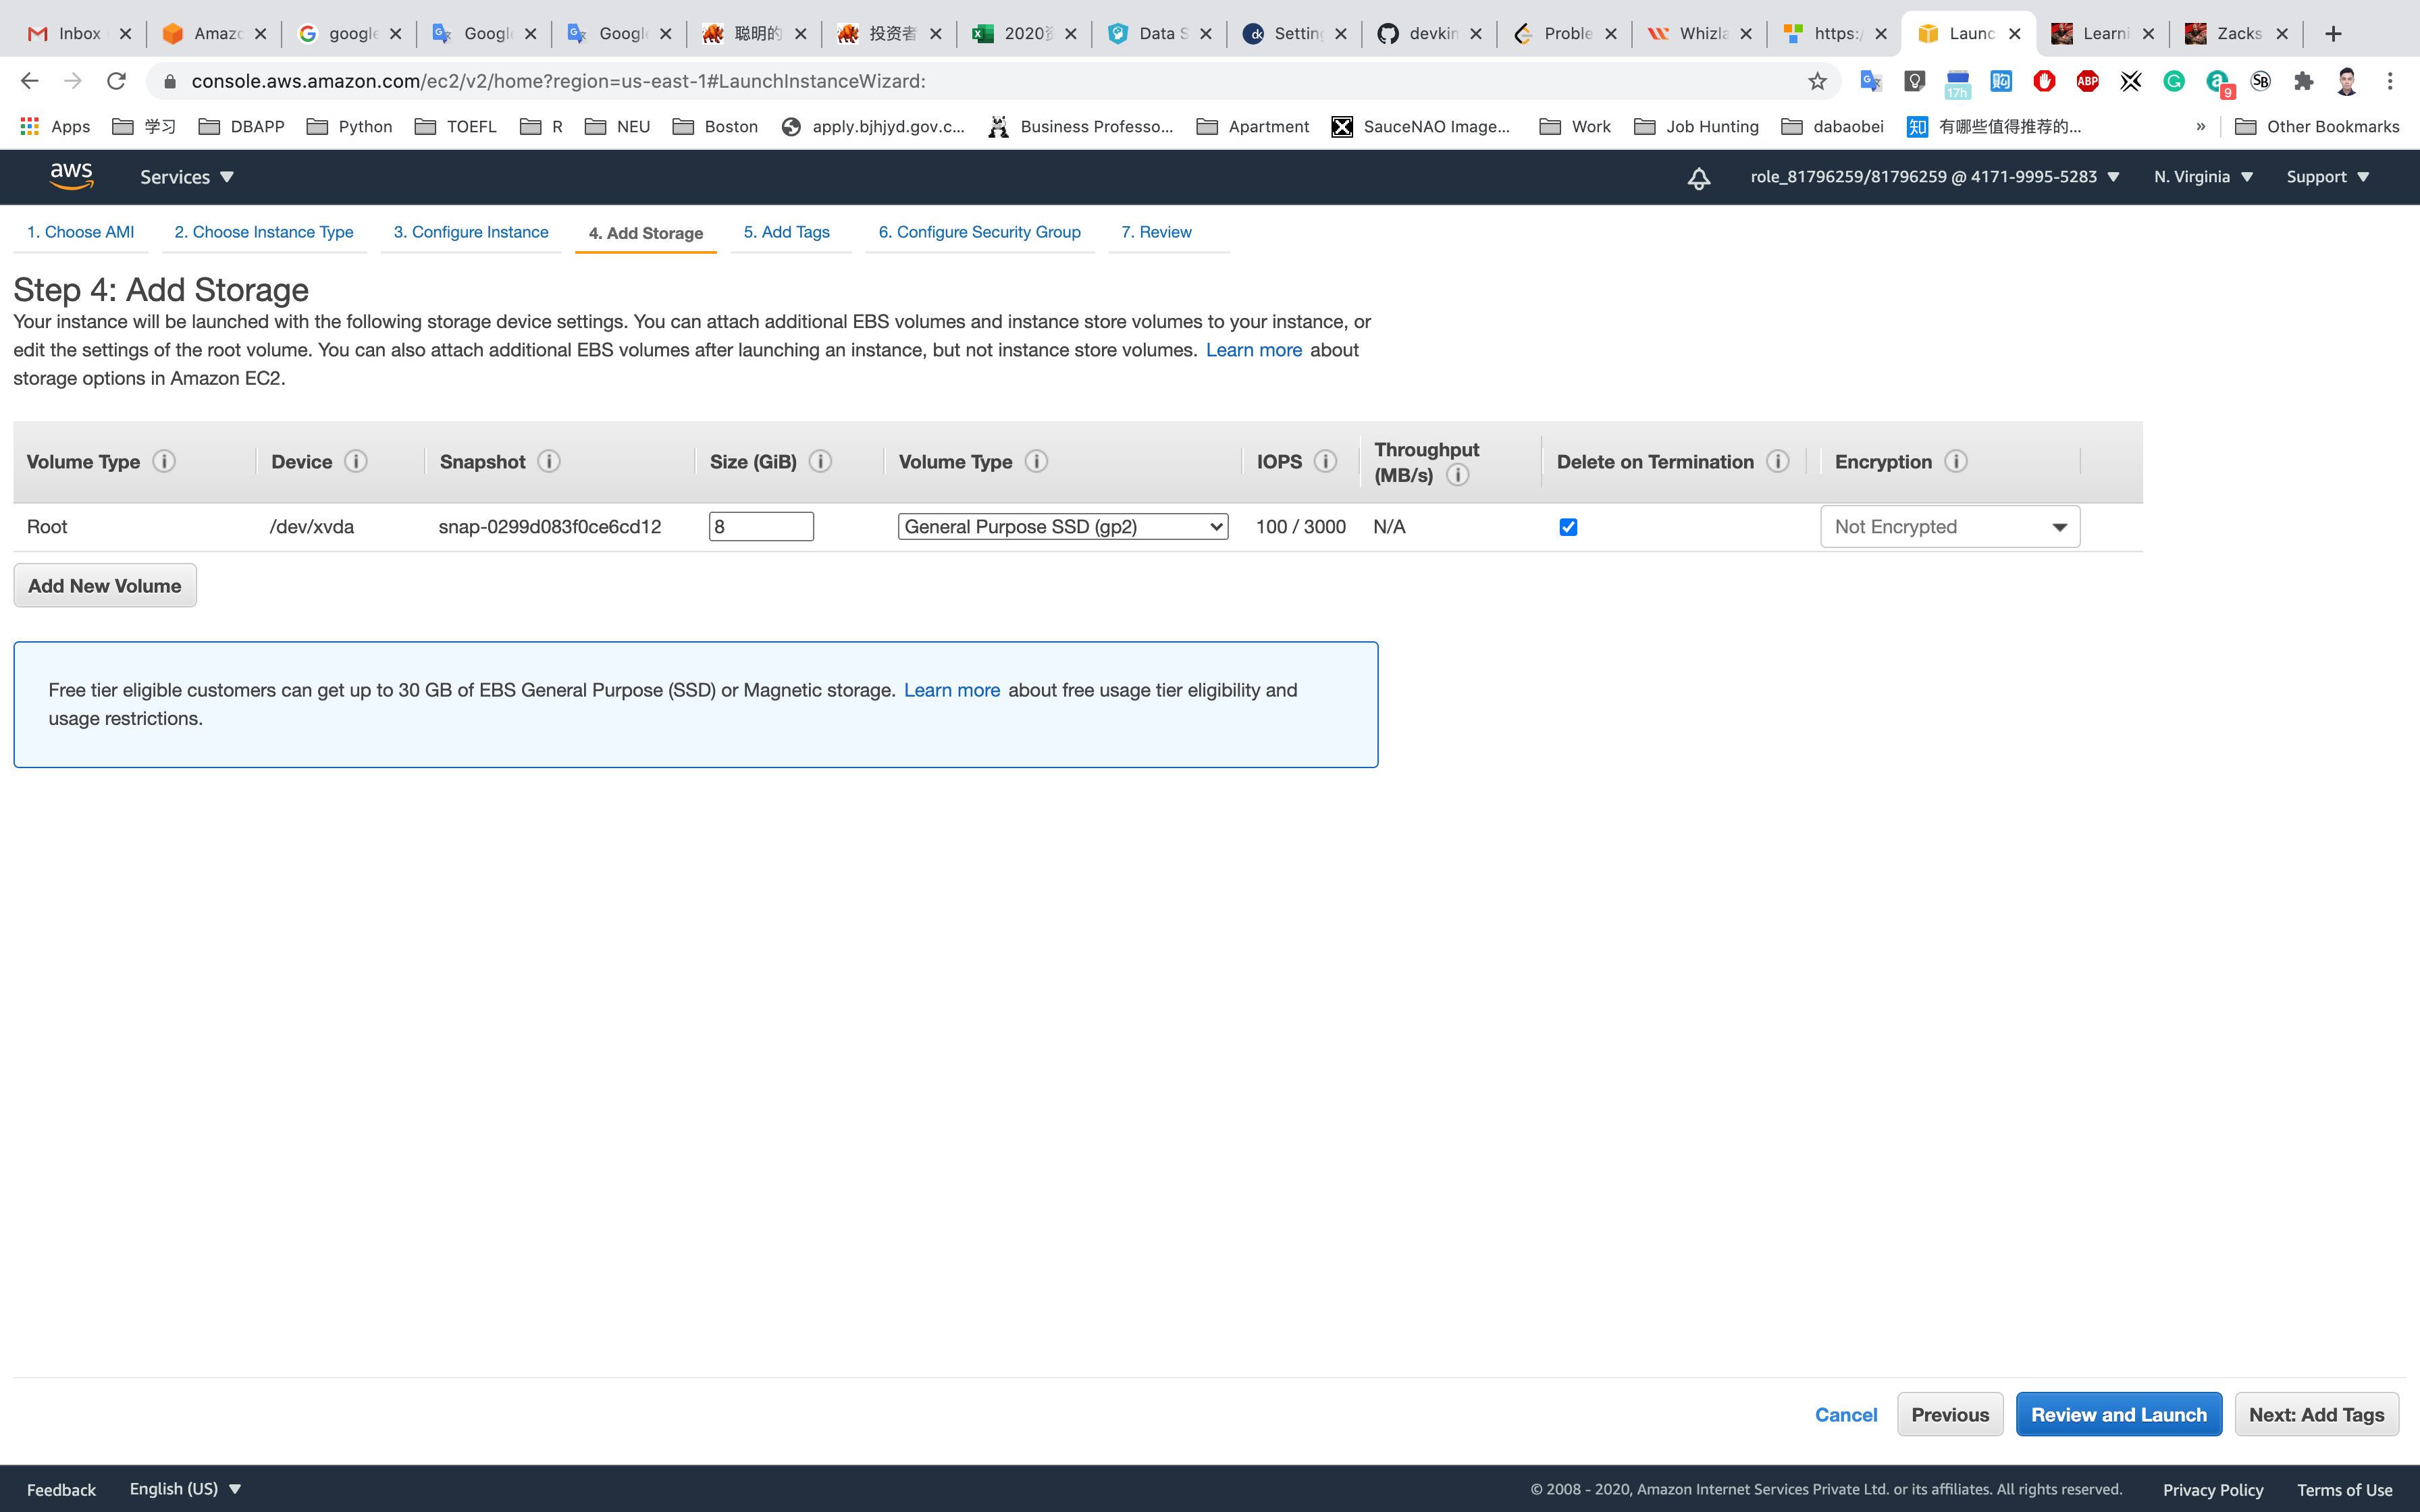 Inbox
Amazo
google
Google
Google
聪明的
投资者
2020资
Data S
Setting
devkin
Proble
Whizla
https:/
Launc
Learni
Zacks
console.aws.amazon.com/ec2/v2/home?region=us-east-1#LaunchInstanceWizard:
17h
ABP
9
Apps
学习
DBAPP
Python
TOEFL
R
NEU
Boston
apply.bjhjyd.gov.c...
Business Professo...
Apartment
SauceNAO Image...
Work
Job Hunting
dabaobei
知 有哪些值得推荐的...
»
Other Bookmarks
aws
Services
role_81796259/81796259 @ 4171-9995-5283
N. Virginia
Support
1. Choose AMI
2. Choose Instance Type
3. Configure Instance
4. Add Storage
5. Add Tags
6. Configure Security Group
7. Review
Step 4: Add Storage
Your instance will be launched with the following storage device settings. You can attach additional EBS volumes and instance store volumes to your instance, or
edit the settings of the root volume. You can also attach additional EBS volumes after launching an instance, but not instance store volumes. Learn more about
storage options in Amazon EC2.
Volume Type
Device
Snapshot
Size (GiB)
Volume Type
IOPS
Throughput
(MB/s)
Delete on Termination
Encryption
Root
/dev/xvda
snap-0299d083f0ce6cd12
8
General Purpose SSD (gp2)
100 / 3000
N/A
Not Encrypted
Add New Volume
Free tier eligible customers can get up to 30 GB of EBS General Purpose (SSD) or Magnetic storage. Learn more about free usage tier eligibility and
usage restrictions.
Cancel
Previous
Review and Launch
Next: Add Tags
Feedback
English (US)
© 2008 - 2020, Amazon Internet Services Private Ltd. or its affiliates. All rights reserved.
Privacy Policy
Terms of Use